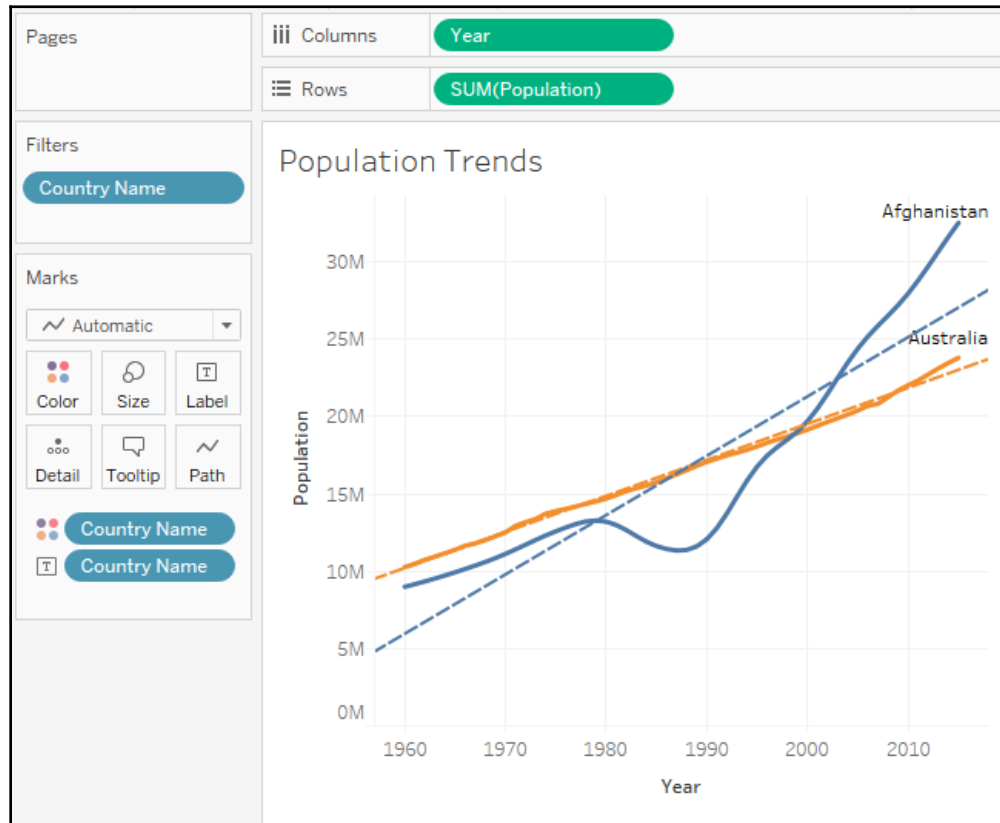 Pages
Columns
Year
Rows
SUM(Population)
Filters
Country Name
Marks
Automatic
Color
Size
T
Label
Detail
Tooltip
Path
Country Name
T
Country Name
Population Trends
Afghanistan
Australia
30M
25M
20M
15M
10M
5M
0M
Population
1960 1970 1980 1990 2000 2010
Year